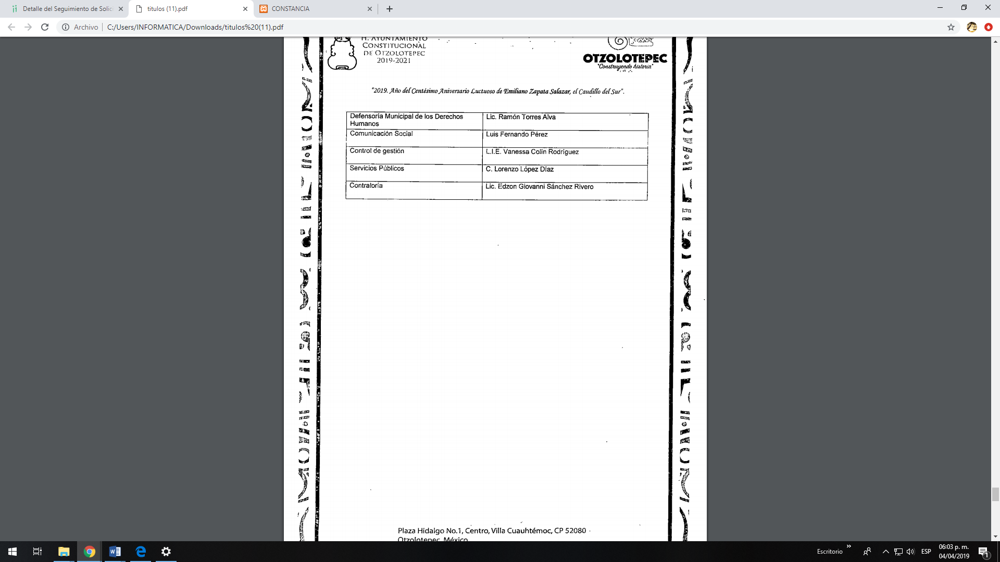 Detalle del Seguimiento de Solici
titulos (11).pdf
CONSTANCIA
Archivo
C:/Users/INFORMATICA/Downloads/titulos%20(11).pdf
H. AYUNTAMIENTO
CONSTITUCIONAL
DE OTZOLOTEPEC
2019-2021
OTZOLOTEPEC
"Construyendo historia"
"2019. Año del Centésimo Aniversario Luctuoso de Emiliano Zapata Salazar, el Caudillo del Sur".
Defensoría Municipal de los Derechos
Humanos
Lic. Ramón Torres Alva
Comunicación Social
Luis Fernando Pérez
Control de gestión
L.I.E. Vanessa Colín Rodríguez
Servicios Públicos
C. Lorenzo López Díaz
Contraloría
Lic. Edzon Giovanni Sánchez Rivero
Plaza Hidalgo No.1, Centro, Villa Cuauhtémoc, CP 52080
Otzolotepec, México
Escritorio
ESP
06:03 p. m.
04/04/2019
1